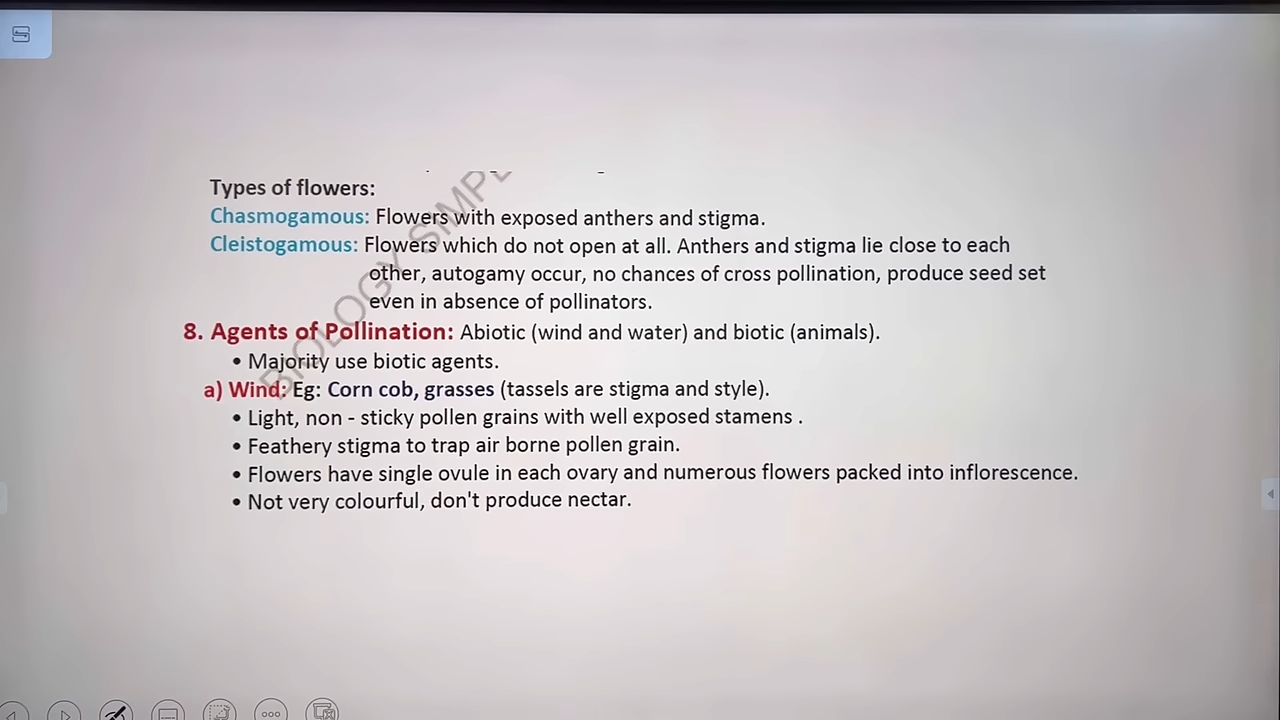 Types of flowers:
Chasmogamous: Flowers with exposed anthers and stigma.
Cleistogamous: Flowers which do not open at all. Anthers and stigma lie close to each
other, autogamy occur, no chances of cross pollination, produce seed set
even in absence of pollinators.
8. Agents of Pollination: Abiotic (wind and water) and biotic (animals).
• Majority use biotic agents.
a) Wind: Eg: Corn cob, grasses (tassels are stigma and style).
• Light, non - sticky pollen grains with well exposed stamens .
• Feathery stigma to trap air borne pollen grain.
• Flowers have single ovule in each ovary and numerous flowers packed into inflorescence.
• Not very colourful, don't produce nectar.
BIOLOGY SIMPLE